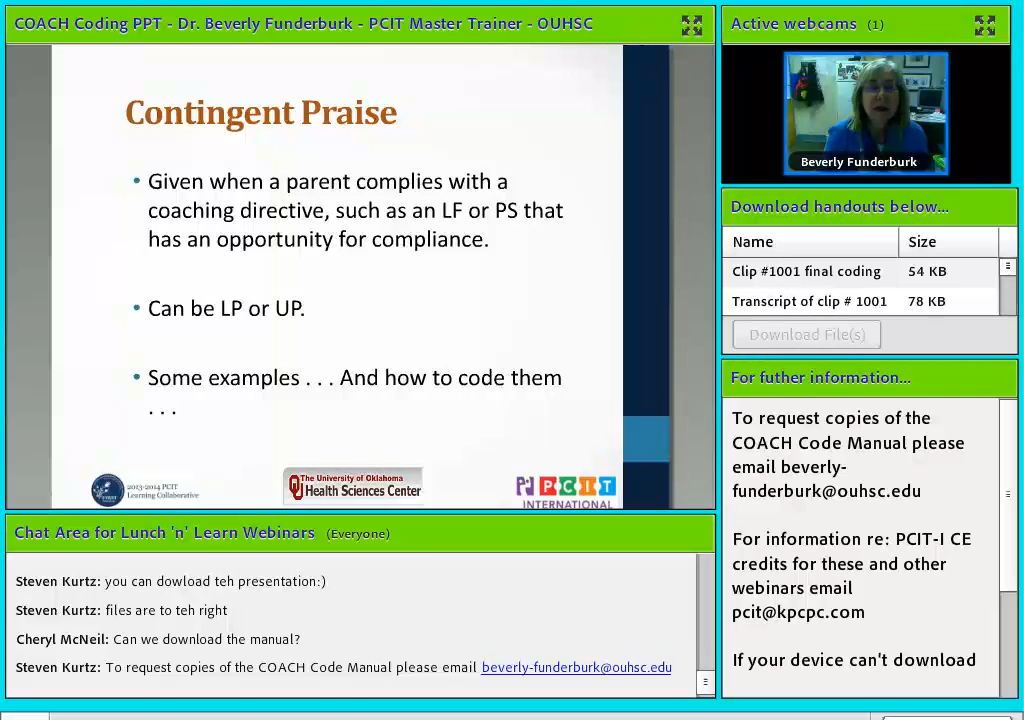 COACH Coding PPT - Dr. Beverly Funderburk - PCIT Master Trainer - OUHSC
Contingent Praise
• Given when a parent complies with a
coaching directive, such as an LF or PS that
has an opportunity for compliance.
• Can be LP or UP.
• Some examples . . . And how to code them
. . .
2013-2014 PCIT
Learning Collaborative
The University of Oklahoma
Health Sciences Center
PCIT
INTERNATIONAL
Active webcams (1)
Beverly Funderburk
Download handouts below...
Name Size
Clip #1001 final coding 54 KB
Transcript of clip # 1001 78 KB
Download File(s)
For futher information...
To request copies of the
COACH Code Manual please
email beverly-
funderburk@ouhsc.edu
For information re: PCIT-I CE
credits for these and other
webinars email
pcit@kpcpc.com
If your device can't download
Chat Area for Lunch 'n' Learn Webinars (Everyone)
Steven Kurtz: you can dowload teh presentation:)
Steven Kurtz: files are to teh right
Cheryl McNeil: Can we download the manual?
Steven Kurtz: To request copies of the COACH Code Manual please email beverly-funderburk@ouhsc.edu